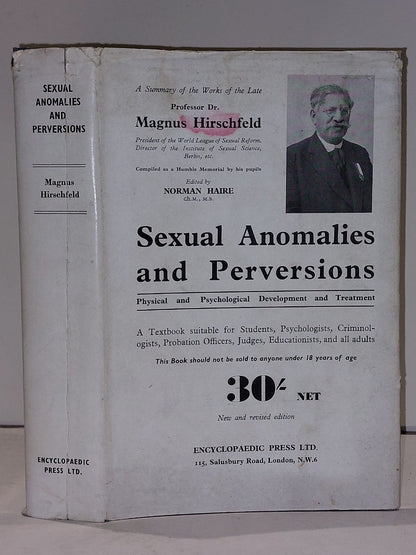 SEXUAL
ANOMALIES
AND
PERVERSIONS
Magnus
Hirschfeld
ENCYCLOPAEDIC
PRESS LTD.
A Summary of the Works of the Late
Professor Dr.
Magnus Hirschfeld
President of the World League of Sexual Reform,
Director of the Institute of Sexual Science,
Berlin, etc.
Compiled as a Humble Memorial by his pupils
Edited by
NORMAN HAIRE
Ch.M., M.B.
Sexual Anomalies
and Perversions
Physical and Psychological Development and Treatment
A Textbook suitable for Students, Psychologists, Criminol-
ogists, Probation Officers, Judges, Educationists, and all adults
This Book should not be sold to anyone under 18 years of age
30/- NET
New and revised edition
ENCYCLOPAEDIC PRESS LTD.
115, Salusbury Road, London, N.W.6